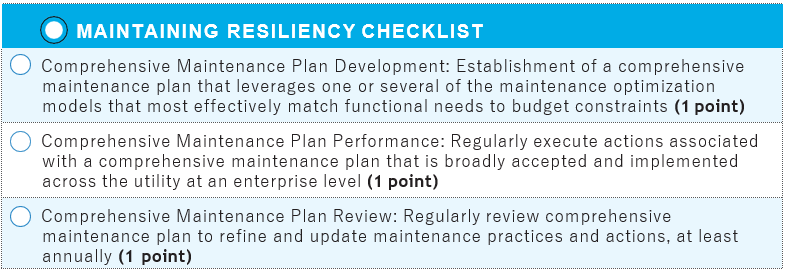 MAINTAINING RESILIENCY CHECKLIST
Comprehensive Maintenance Plan Development: Establishment of a comprehensive
maintenance plan that leverages one or several of the maintenance optimization
models that most effectively match functional needs to budget constraints (1 point)
Comprehensive Maintenance Plan Performance: Regularly execute actions associated
with a comprehensive maintenance plan that is broadly accepted and implemented
across the utility at an enterprise level (1 point)
Comprehensive Maintenance Plan Review: Regularly review comprehensive
maintenance plan to refine and update maintenance practices and actions, at least
annually (1 point)